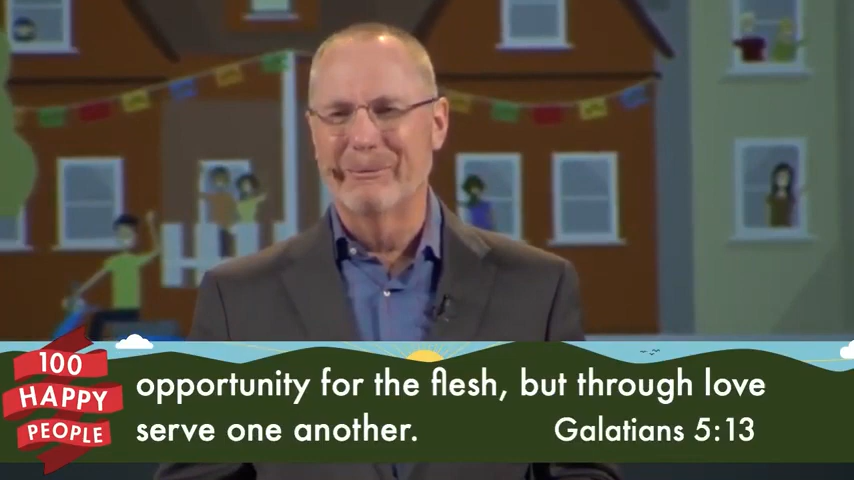 100
HAPPY
PEOPLE
opportunity for the flesh, but through love
serve one another.
Galatians 5:13